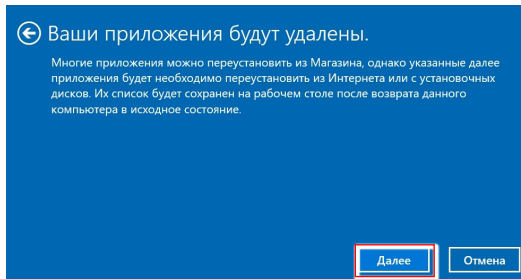 Ваши приложения будут удалены.
Многие приложения можно переустановить из Магазина, однако указанные далее
приложения будет необходимо переустановить из Интернета или с установочных
дисков. Их список будет сохранен на рабочем столе после возврата данного
компьютера в исходное состояние.
Далее Отмена